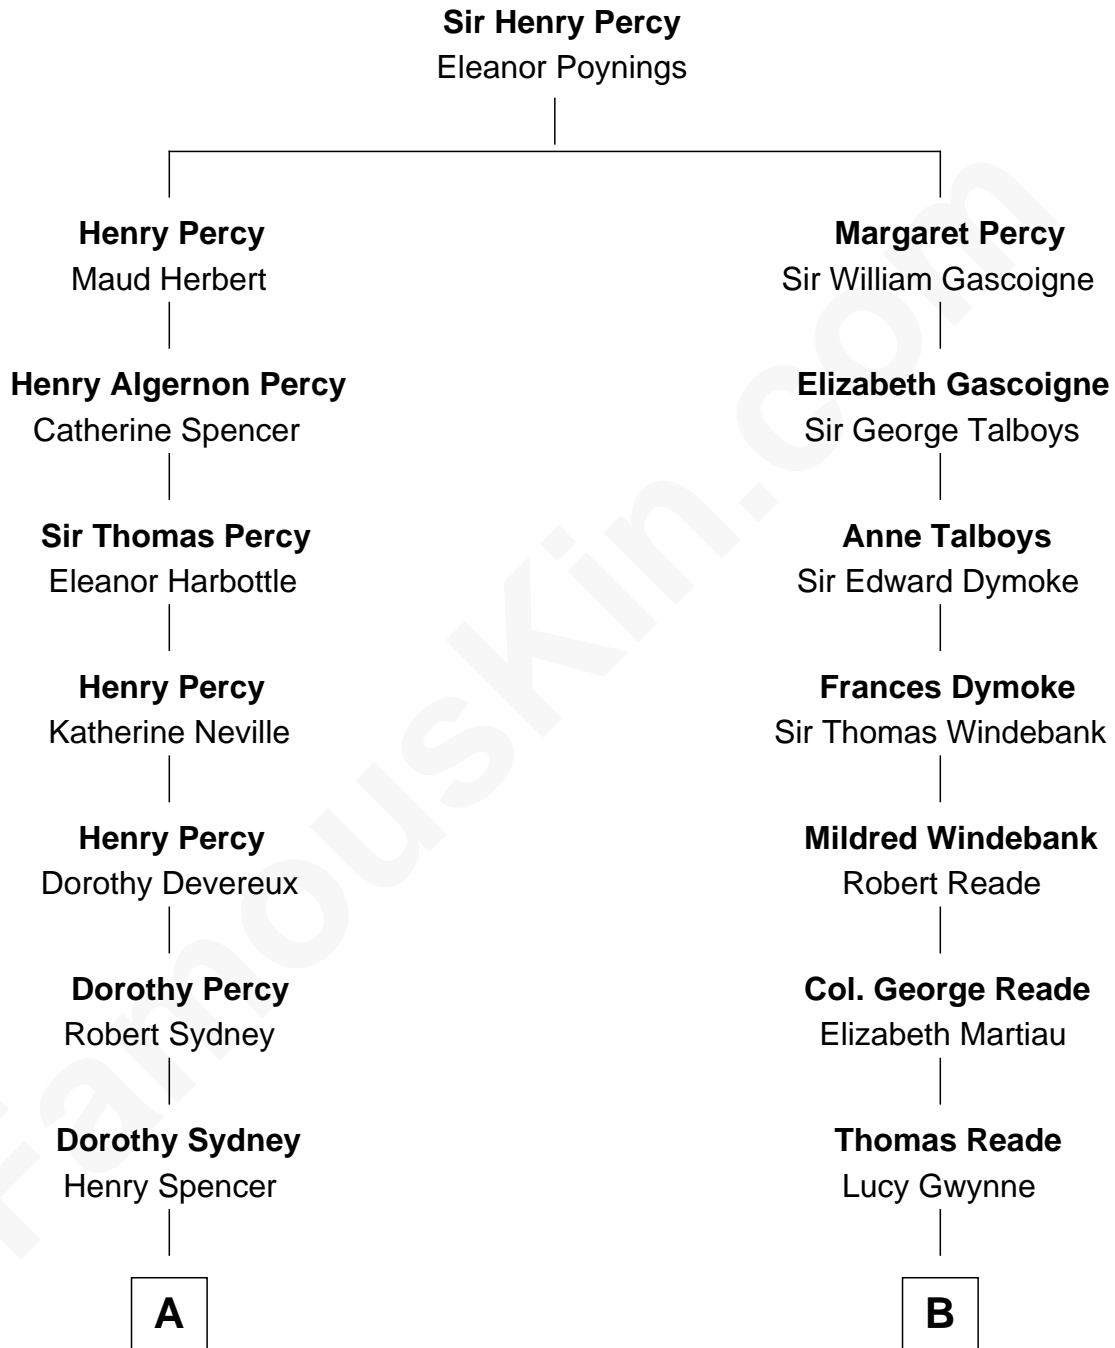 Sir Henry Percy
Eleanor Poynings
Henry Percy
Maud Herbert
Margaret Percy
Sir William Gascoigne
Henry Algernon Percy
Catherine Spencer
Elizabeth Gascoigne
Sir George Talboys
Sir Thomas Percy
Eleanor Harbottle
Anne Talboys
Sir Edward Dymoke
Henry Percy
Katherine Neville
Frances Dymoke
Sir Thomas Windebank
Henry Percy
Dorothy Devereux
Mildred Windebank
Robert Reade
Dorothy Percy
Robert Sydney
Col. George Reade
Elizabeth Martiau
Dorothy Sydney
Henry Spencer
Thomas Reade
Lucy Gwynne
A
B
FamousKin.com